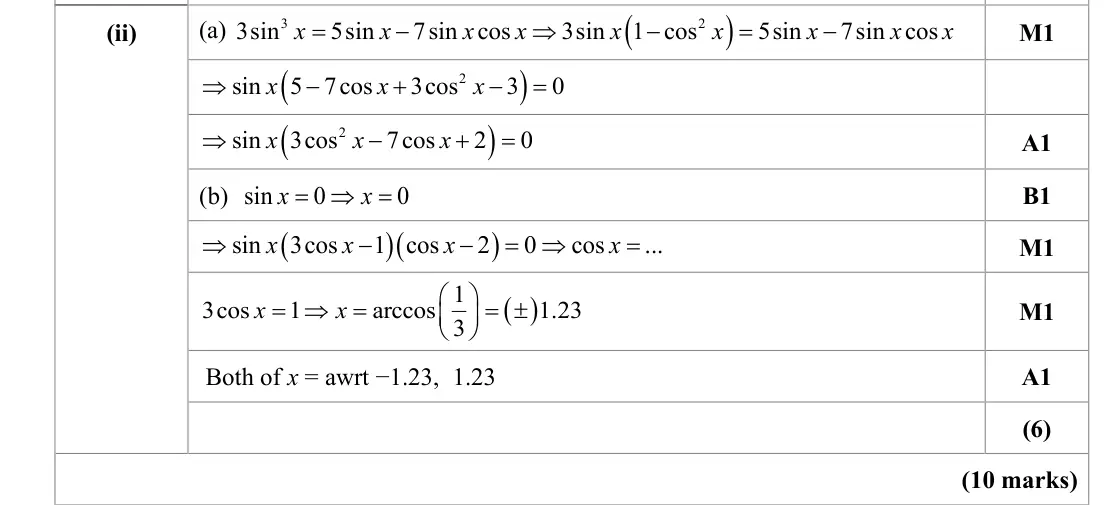 (ii) (a) 3sin³ x = 5sin x − 7sin x cos x ⇒ 3sin x(1 − cos² x) = 5sin x − 7sin x cos x M1
⇒ sin x(5 − 7cos x + 3cos² x − 3) = 0
⇒ sin x(3cos² x − 7cos x + 2) = 0 A1
(b) sin x = 0 ⇒ x = 0 B1
⇒ sin x(3cos x − 1)(cos x − 2) = 0 ⇒ cos x = ... M1
3cos x = 1 ⇒ x = arccos(1/3) = (±)1.23 M1
Both of x = awrt −1.23, 1.23 A1
(6)
(10 marks)